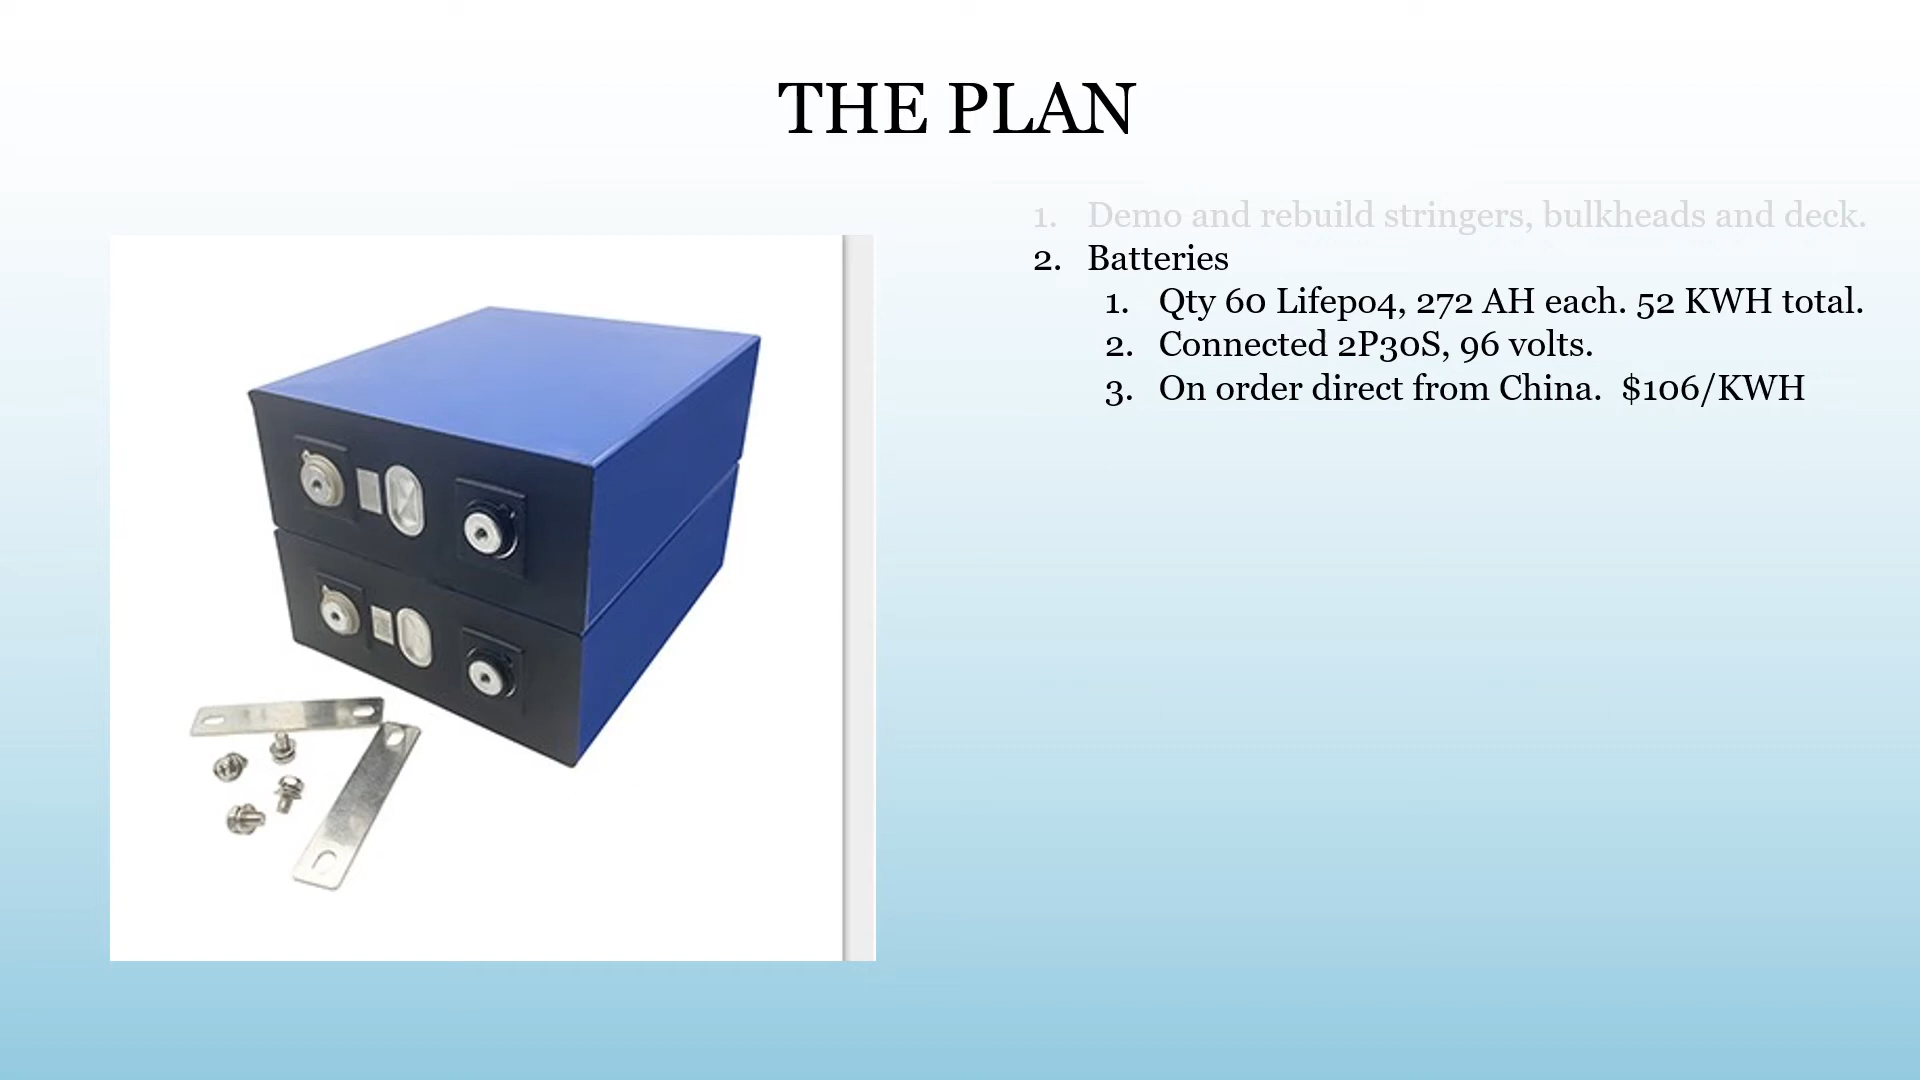 THE PLAN
1. Demo and rebuild stringers, bulkheads and deck.
2. Batteries
1. Qty 60 Lifepo4, 272 AH each. 52 KWH total.
2. Connected 2P30S, 96 volts.
3. On order direct from China. $106/KWH